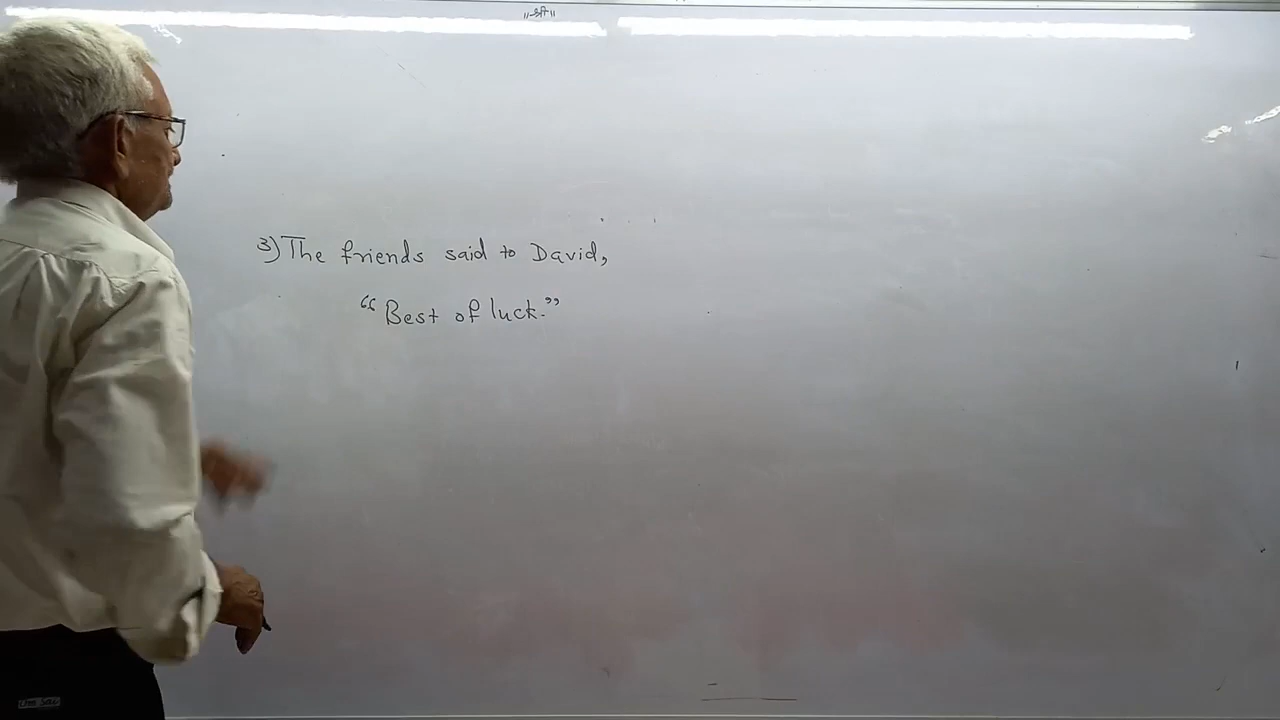 "श्री"
3) The friends said to David,
“Best of luck.”